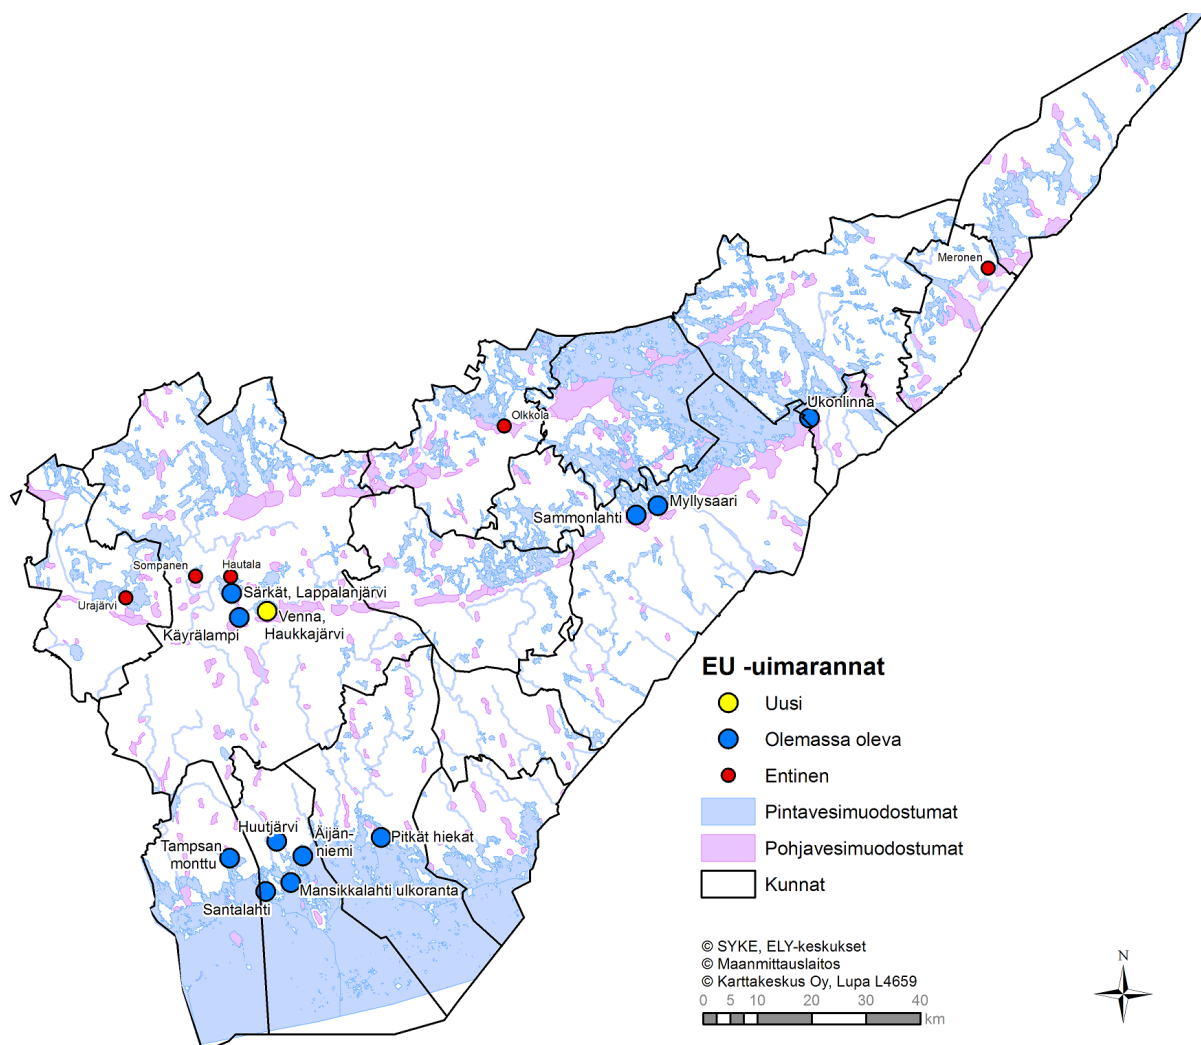 Meronen
Ukonlinna
Olkkola
Myllysaari
Sammonlahti
Sompanen
Hautala
Särkät, Lappalanjärvi
Urajärvi
Käyrälampi
Venna,
Haukkajärvi
Huutjärvi
Äijän-
niemi
Pitkät hiekat
Tampsan
monttu
Mansikkalahti ulkoranta
Santalahti
EU -uimarannat
Uusi
Olemassa oleva
Entinen
Pintavesimuodostumat
Pohjavesimuodostumat
Kunnat
© SYKE, ELY-keskukset
© Maanmittauslaitos
© Karttakeskus Oy, Lupa L4659
0 5 10 20 30 40
km
N